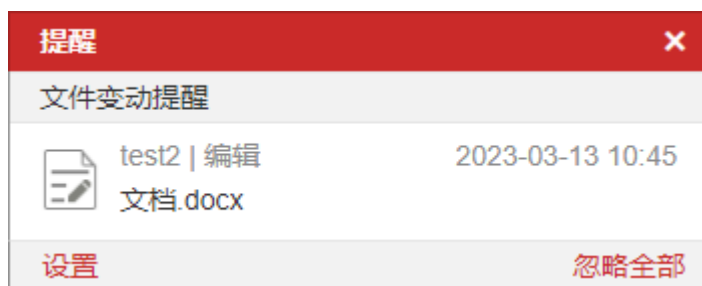 提醒 ×
文件变动提醒
test2 | 编辑 2023-03-13 10:45
文档.docx
设置 忽略全部